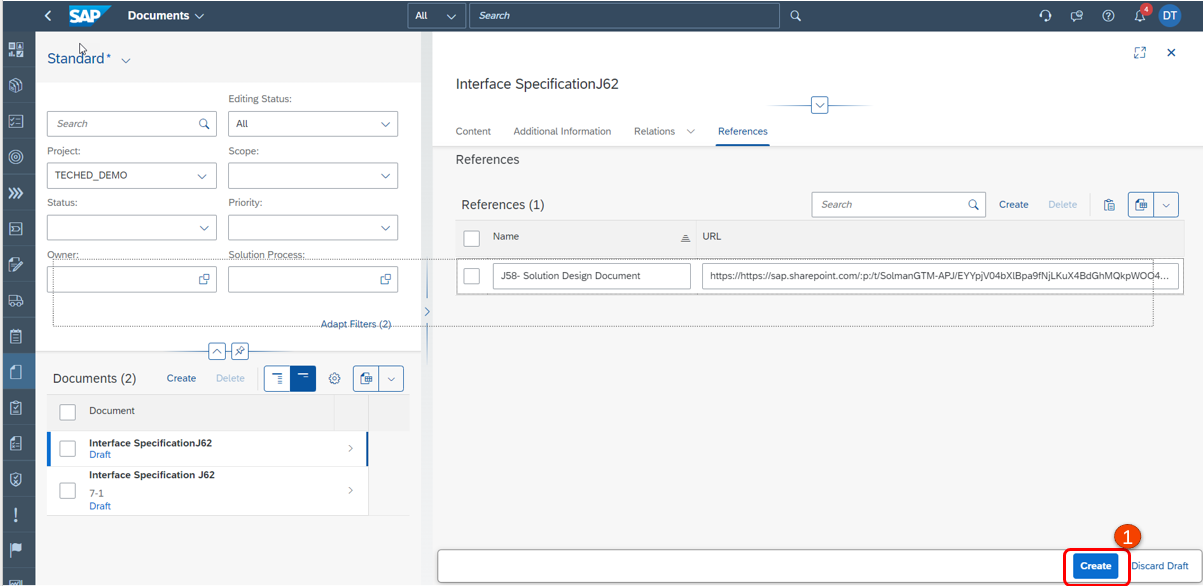 SAP Documents All Search 4 DT
Standard *
Editing Status:
Search All
Project: Scope:
TECHED_DEMO
Status: Priority:
Owner: Solution Process:
Adapt Filters (2)
Documents (2) Create Delete
Document
Interface SpecificationJ62
Draft
Interface Specification J62
7-1
Draft
Interface SpecificationJ62
Content Additional Information Relations References
References
References (1) Search Create Delete
Name URL
J58- Solution Design Document https://https://sap.sharepoint.com/:p:/t/SolmanGTM-APJ/EYYpjV04bXlBpa9fNjLKuX4BdGhMQkpWOO4...
1
Create Discard Draft